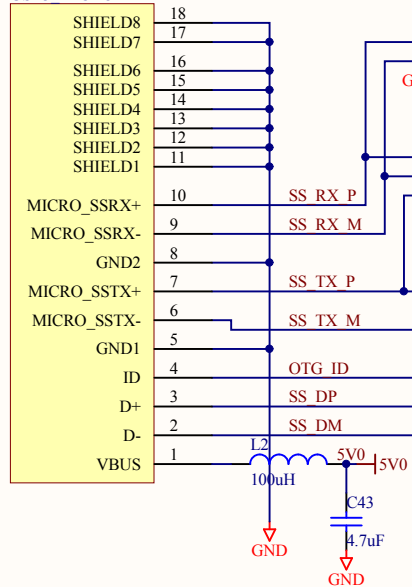 SHIELD8 18
SHIELD7 17
SHIELD6 16
SHIELD5 15
SHIELD4 14
SHIELD3 13
SHIELD2 12
SHIELD1 11
MICRO_SSRX+ 10 SS_RX_P
MICRO_SSRX- 9 SS_RX_M
GND2 8
MICRO_SSTX+ 7 SS_TX_P
MICRO_SSTX- 6 SS_TX_M
GND1 5
ID 4 OTG_ID
D+ 3 SS_DP
D- 2 SS_DM
VBUS 1 L2 5V0 5V0
100uH
C43
4.7uF
GND
GND
G